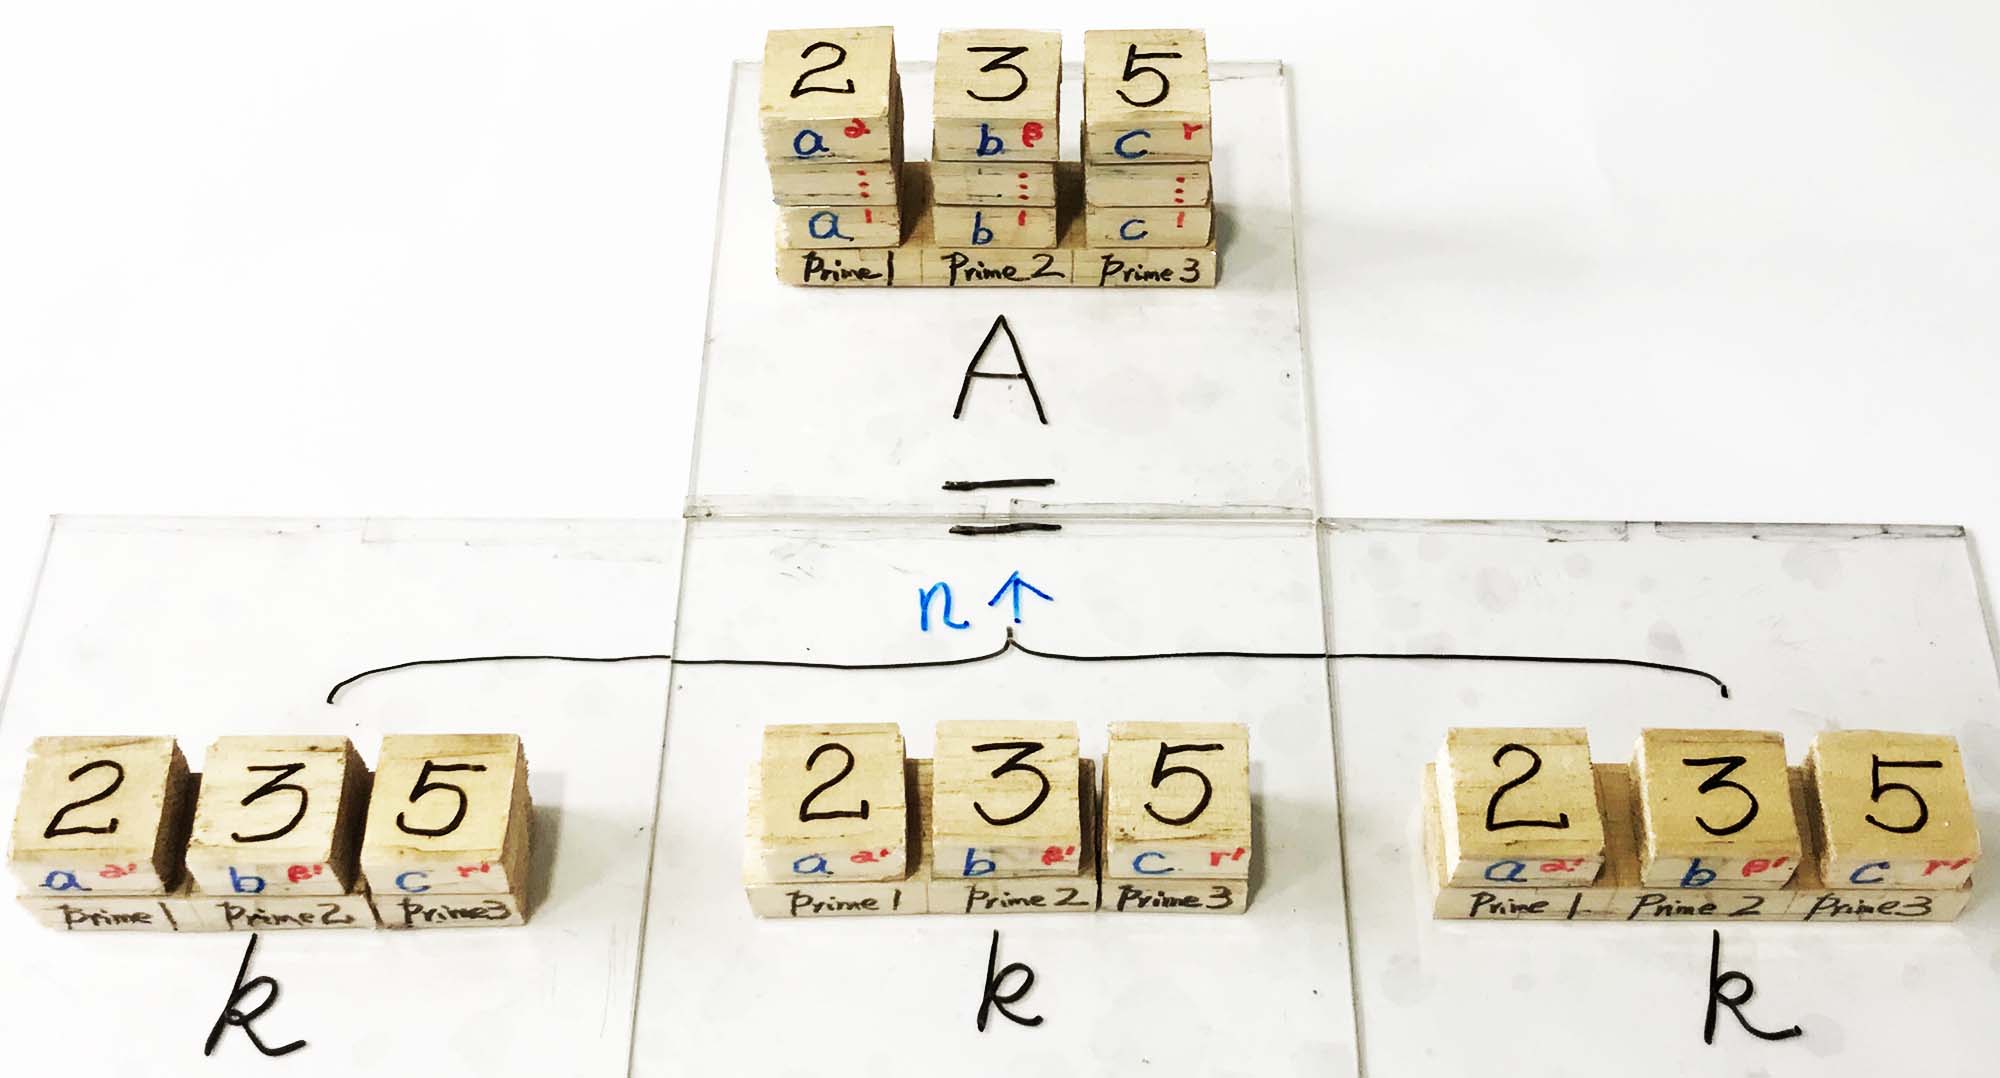 2 3 5
a α b β c r
⋮ ⋮ ⋮
a 1 b 1 c 1
Prime 1 Prime 2 Prime 3
A
=
n ↑
2 3 5 2 3 5 2 3 5
a α' b β' c r' a α' b β' c r' a α' b β' c r'
Prime 1 Prime 2 Prime 3 Prime 1 Prime 2 Prime 3 Prime 1 Prime 2 Prime 3
k k k